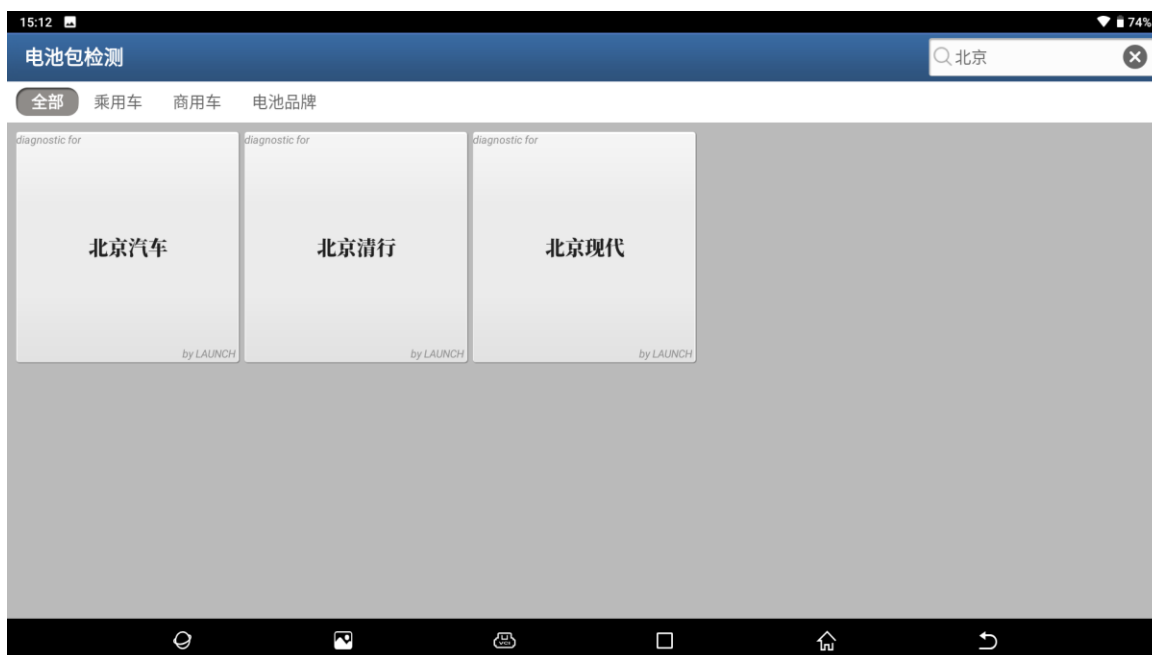 15:12
74%
电池包检测
北京
全部 乘用车 商用车 电池品牌
diagnostic for diagnostic for diagnostic for
北京汽车 北京清行 北京现代
by LAUNCH by LAUNCH by LAUNCH
VCI